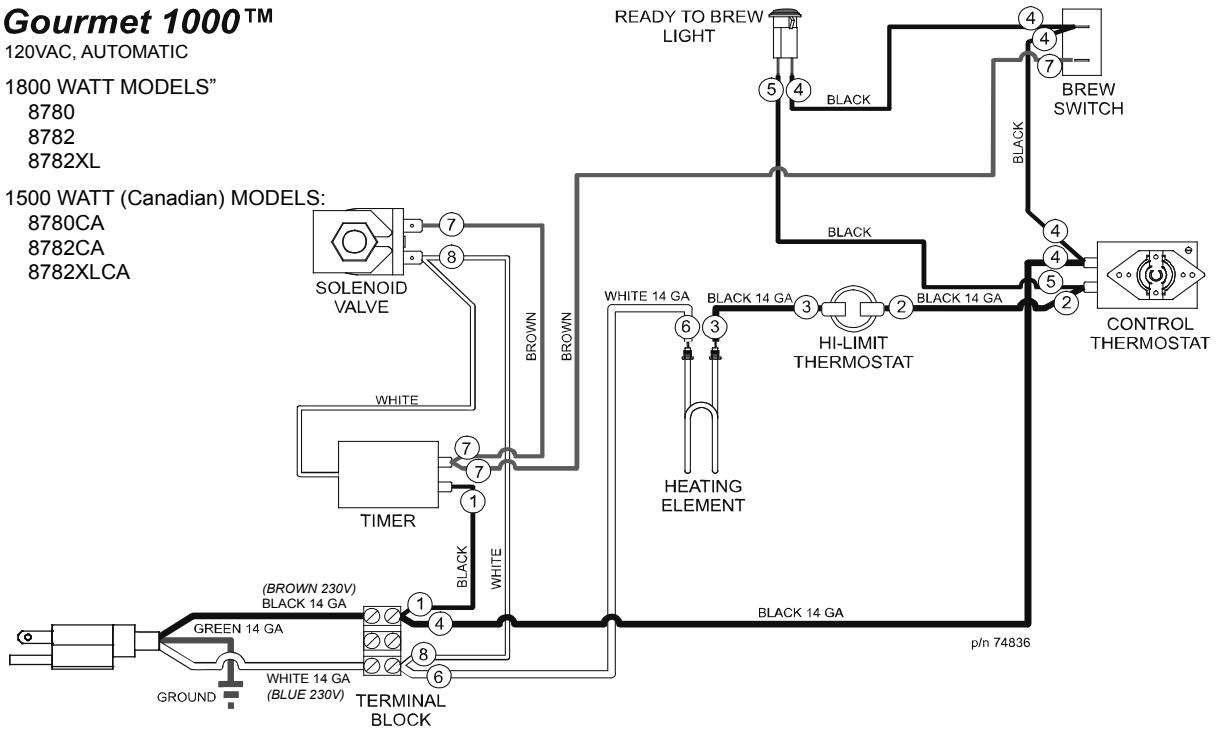 Gourmet 1000™
120VAC, AUTOMATIC
1800 WATT MODELS”
8780
8782
8782XL
1500 WATT (Canadian) MODELS:
8780CA
8782CA
8782XLCA
READY TO BREW
LIGHT
5
4
BLACK
4
4
7
BREW
SWITCH
BLACK
BLACK
4
4
5
2
CONTROL
THERMOSTAT
SOLENOID
VALVE
7
8
BROWN
BROWN
WHITE
WHITE 14 GA
6
BLACK 14 GA
3
3
2
BLACK 14 GA
HI-LIMIT
THERMOSTAT
HEATING
ELEMENT
7
7
1
TIMER
BLACK
WHITE
(BROWN 230V)
BLACK 14 GA
GREEN 14 GA
1
4
BLACK 14 GA
p/n 74836
8
6
WHITE 14 GA
(BLUE 230V)
GROUND
TERMINAL
BLOCK